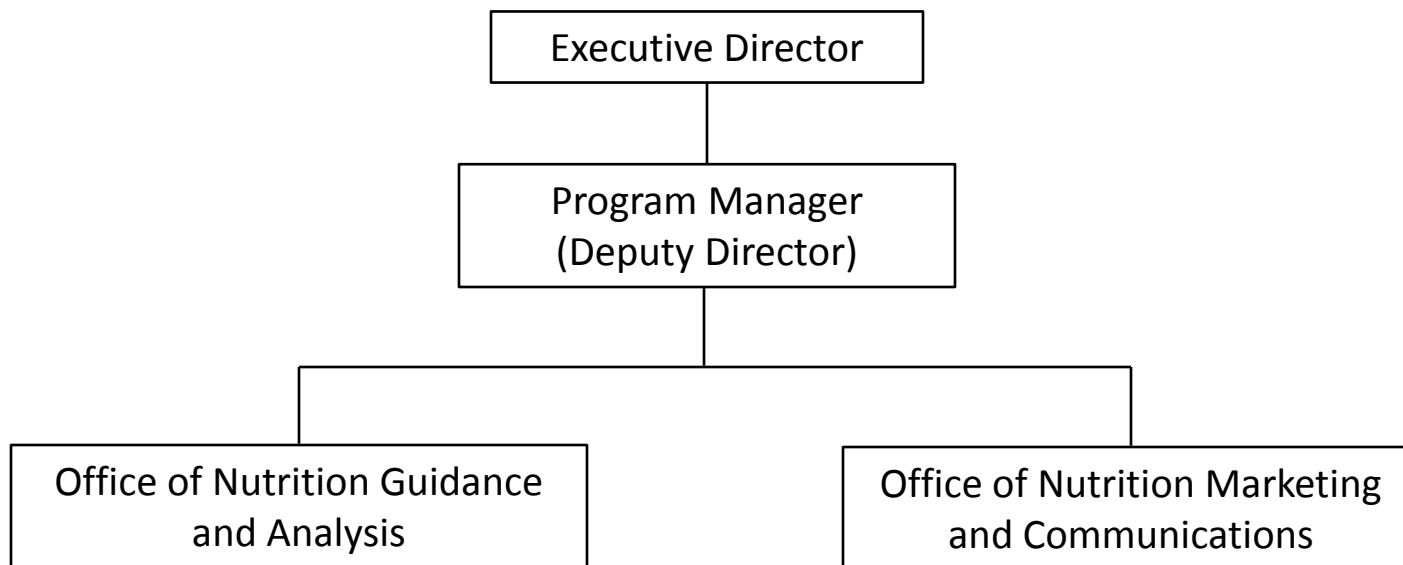 Executive Director
Program Manager
(Deputy Director)
Office of Nutrition Guidance
and Analysis
Office of Nutrition Marketing
and Communications